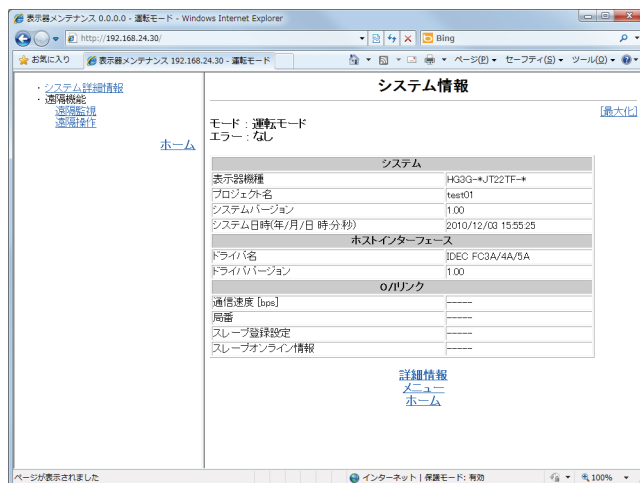 表示器メンテナンス 0.0.0.0 - 運転モード - Windows Internet Explorer
http://192.168.24.30/
Bing
お気に入り
表示器メンテナンス 192.168.24.30 - 運転モード
ページ(P)
セーフティ(S)
ツール(O)
・システム詳細情報
・遠隔機能
遠隔監視
遠隔操作
ホーム
システム情報
[最大化]
モード : 運転モード
エラー : なし
システム
表示器機種 HG3G-*JT22TF-*
プロジェクト名 test01
システムバージョン 1.00
システム日時(年/月/日 時:分:秒) 2010/12/03 15:55:25
ホストインターフェース
ドライバ名 IDEC FC3A/4A/5A
ドライババージョン 1.00
O/Iリンク
通信速度 [bps] -----
局番 -----
スレーブ登録設定 -----
スレーブオンライン情報 -----
詳細情報
メニュー
ホーム
ページが表示されました
インターネット | 保護モード: 有効
100%